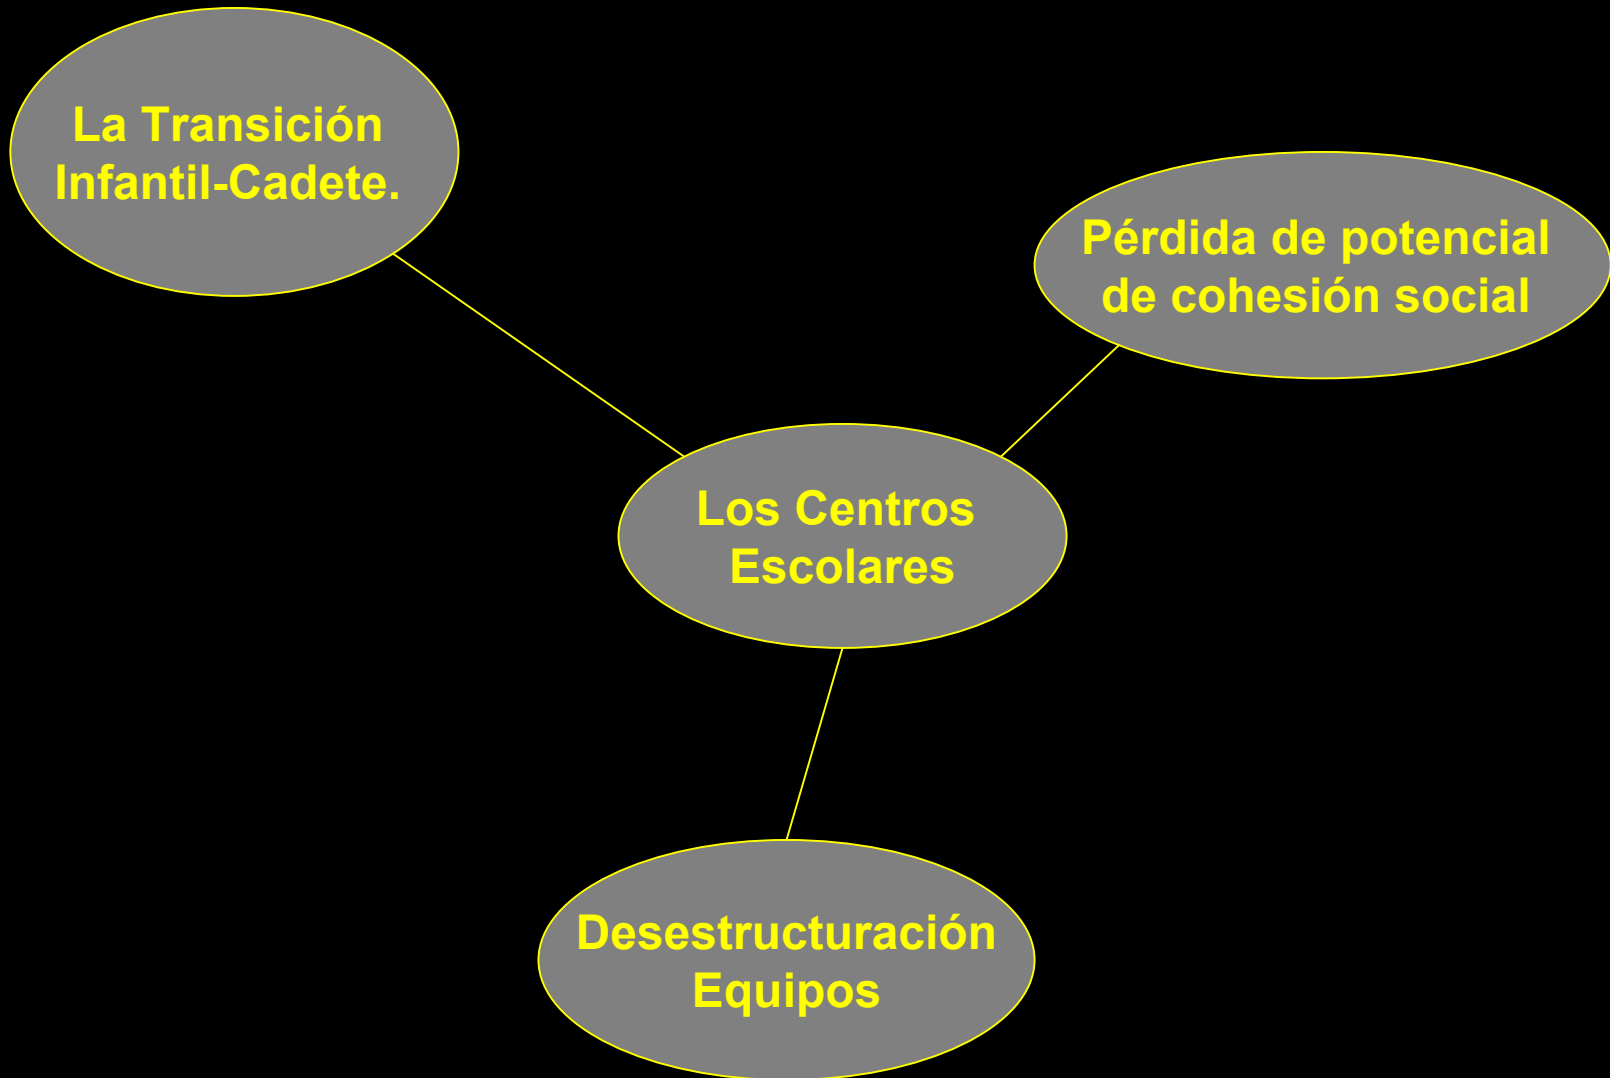 La Transición
Infantil-Cadete.
Pérdida de potencial
de cohesión social
Los Centros
Escolares
Desestructuración
Equipos